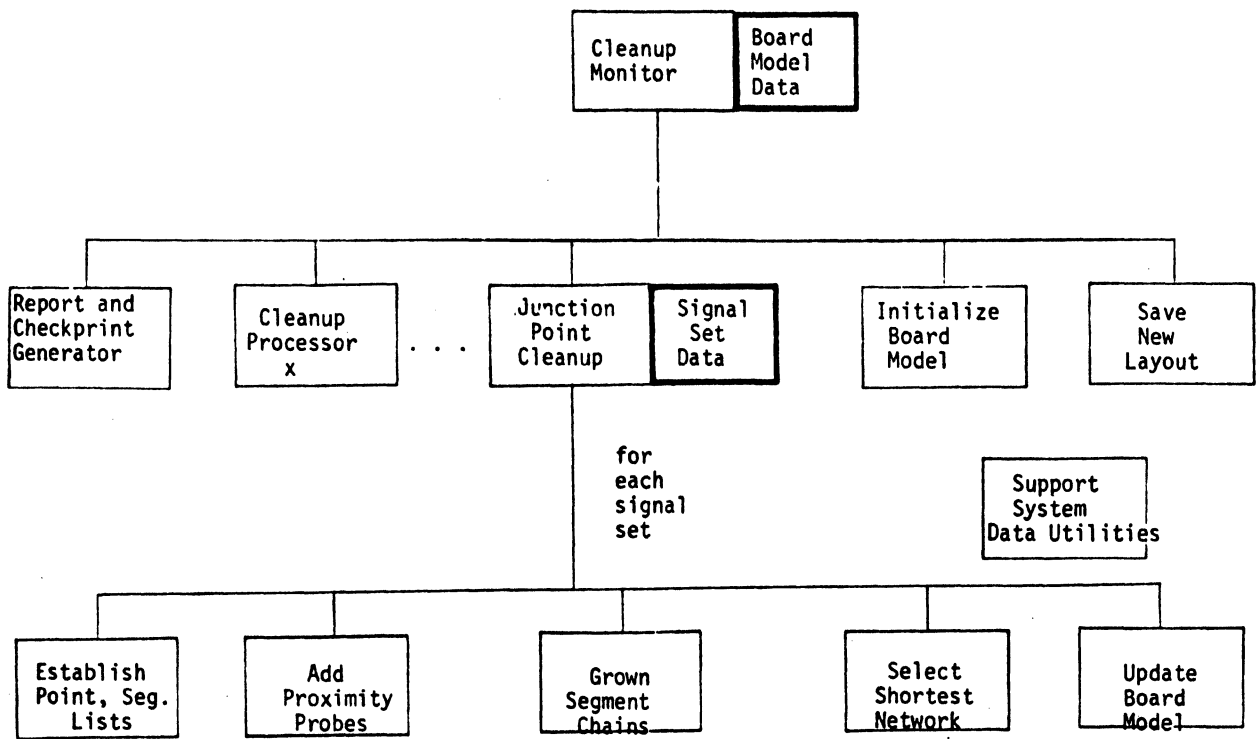 Cleanup
Monitor
Board
Model
Data
Report and
Checkprint
Generator
Cleanup
Processor
x
. . .
Junction
Point
Cleanup
Signal
Set
Data
Initialize
Board
Model
Save
New
Layout
for
each
signal
set
Support
System
Data Utilities
Establish
Point, Seg.
Lists
Add
Proximity
Probes
Grown
Segment
Chains
Select
Shortest
Network
Update
Board
Model